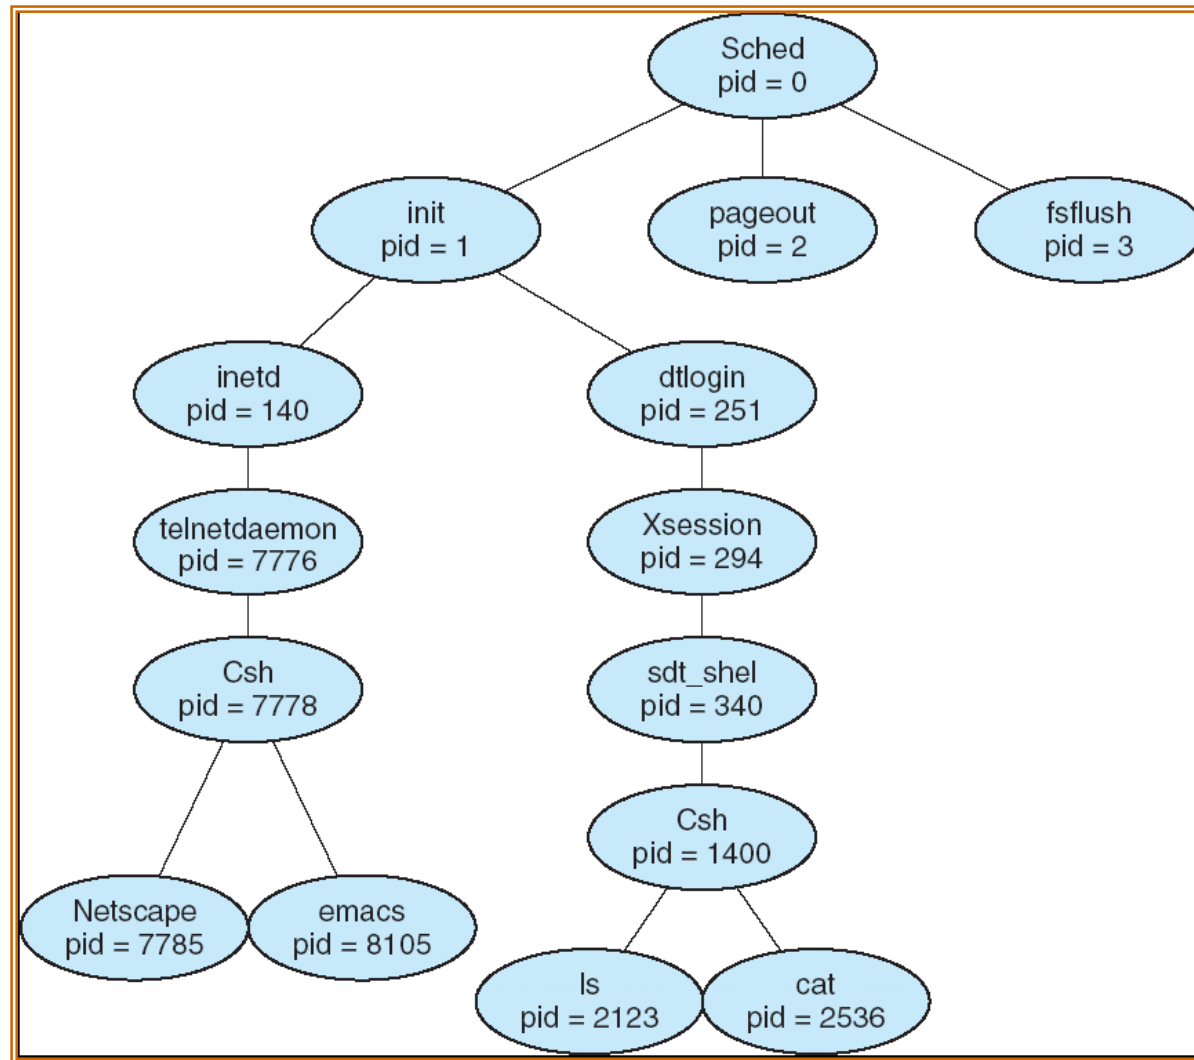 Sched
pid = 0
init
pid = 1
pageout
pid = 2
fsflush
pid = 3
inetd
pid = 140
dtlogin
pid = 251
telnetdaemon
pid = 7776
Xsession
pid = 294
Csh
pid = 7778
sdt_shel
pid = 340
Csh
pid = 1400
Netscape
pid = 7785
emacs
pid = 8105
ls
pid = 2123
cat
pid = 2536